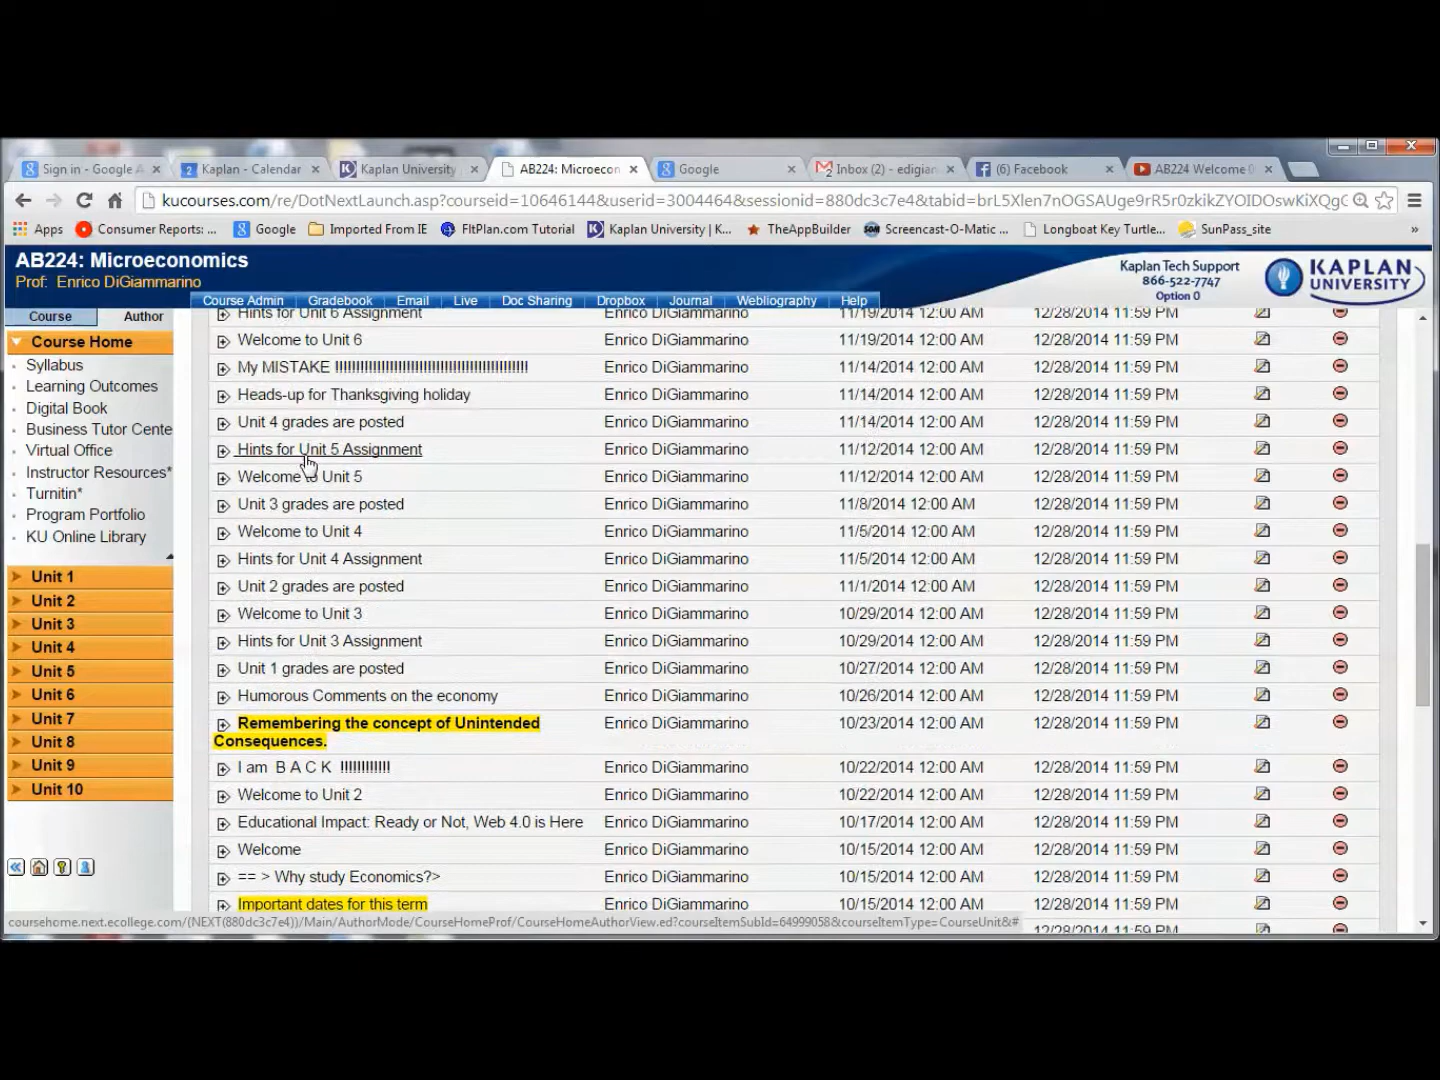 Sign in - Google A
Kaplan - Calendar
Kaplan University
AB224: Microecon
Google
Inbox (2) - edigian
(6) Facebook
AB224 Welcome
kucourses.com/re/DotNextLaunch.asp?courseid=10646144&userid=3004464&sessionid=880dc3c7e4&tabid=
Apps Consumer Reports: ... Google Imported From IE FltPlan.com Tutorial Kaplan University | K... TheAppBuilder Screencast-O-Matic ... Longboat Key Turtle... SunPass_site »
AB224: Microeconomics
Prof: Enrico DiGiammarino
Kaplan Tech Support
866-522-7747
Option 0
KAPLAN
UNIVERSITY
Course Admin Gradebook Email Live Doc Sharing Dropbox Journal Webliography Help
Course Author
Course Home
Syllabus
Learning Outcomes
Digital Book
Business Tutor Cente
Virtual Office
Instructor Resources*
Turnitin*
Program Portfolio
KU Online Library
Unit 1
Unit 2
Unit 3
Unit 4
Unit 5
Unit 6
Unit 7
Unit 8
Unit 9
Unit 10
Hints for Unit 6 Assignment Enrico DiGiammarino 11/19/2014 12:00 AM 12/28/2014 11:59 PM
Welcome to Unit 6 Enrico DiGiammarino 11/19/2014 12:00 AM 12/28/2014 11:59 PM
My MISTAKE !!!!!!!!!!!!!!!!!!!!!!!!!!!!!!!!!!!!!!!!!!!!!! Enrico DiGiammarino 11/14/2014 12:00 AM 12/28/2014 11:59 PM
Heads-up for Thanksgiving holiday Enrico DiGiammarino 11/14/2014 12:00 AM 12/28/2014 11:59 PM
Unit 4 grades are posted Enrico DiGiammarino 11/14/2014 12:00 AM 12/28/2014 11:59 PM
Hints for Unit 5 Assignment Enrico DiGiammarino 11/12/2014 12:00 AM 12/28/2014 11:59 PM
Welcome to Unit 5 Enrico DiGiammarino 11/12/2014 12:00 AM 12/28/2014 11:59 PM
Unit 3 grades are posted Enrico DiGiammarino 11/8/2014 12:00 AM 12/28/2014 11:59 PM
Welcome to Unit 4 Enrico DiGiammarino 11/5/2014 12:00 AM 12/28/2014 11:59 PM
Hints for Unit 4 Assignment Enrico DiGiammarino 11/5/2014 12:00 AM 12/28/2014 11:59 PM
Unit 2 grades are posted Enrico DiGiammarino 11/1/2014 12:00 AM 12/28/2014 11:59 PM
Welcome to Unit 3 Enrico DiGiammarino 10/29/2014 12:00 AM 12/28/2014 11:59 PM
Hints for Unit 3 Assignment Enrico DiGiammarino 10/29/2014 12:00 AM 12/28/2014 11:59 PM
Unit 1 grades are posted Enrico DiGiammarino 10/27/2014 12:00 AM 12/28/2014 11:59 PM
Humorous Comments on the economy Enrico DiGiammarino 10/26/2014 12:00 AM 12/28/2014 11:59 PM
Remembering the concept of Unintended Enrico DiGiammarino 10/23/2014 12:00 AM 12/28/2014 11:59 PM
Consequences.
I am B A C K !!!!!!!!!!!! Enrico DiGiammarino 10/22/2014 12:00 AM 12/28/2014 11:59 PM
Welcome to Unit 2 Enrico DiGiammarino 10/22/2014 12:00 AM 12/28/2014 11:59 PM
Educational Impact: Ready or Not, Web 4.0 is Here Enrico DiGiammarino 10/17/2014 12:00 AM 12/28/2014 11:59 PM
Welcome Enrico DiGiammarino 10/15/2014 12:00 AM 12/28/2014 11:59 PM
== > Why study Economics?> Enrico DiGiammarino 10/15/2014 12:00 AM 12/28/2014 11:59 PM
Important dates for this term Enrico DiGiammarino 10/15/2014 12:00 AM 12/28/2014 11:59 PM
12/28/2014 11:59 PM
coursehome.next.ecollege.com/(NEXT(880dc3c7e4))/Main/AuthorMode/CourseHomeProf/CourseHomeAuthorView.ed?courseItemSubId=64999058&courseItemType=CourseUnit&#